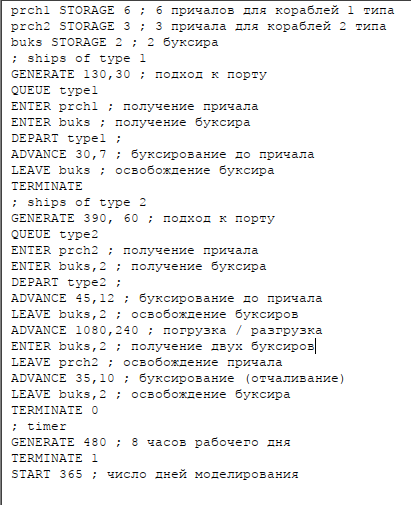 prch1 STORAGE 6 ; 6 причалов для кораблей 1 типа
prch2 STORAGE 3 ; 3 причала для кораблей 2 типа
buks STORAGE 2 ; 2 буксира
; ships of type 1
GENERATE 130,30 ; подход к порту
QUEUE type1
ENTER prch1 ; получение причала
ENTER buks ; получение буксира
DEPART type1 ;
ADVANCE 30,7 ; буксирование до причала
LEAVE buks ; освобождение буксира
TERMINATE
; ships of type 2
GENERATE 390, 60 ; подход к порту
QUEUE type2
ENTER prch2 ; получение причала
ENTER buks,2 ; получение буксира
DEPART type2 ;
ADVANCE 45,12 ; буксирование до причала
LEAVE buks,2 ; освобождение буксиров
ADVANCE 1080,240 ; погрузка / разгрузка
ENTER buks,2 ; получение двух буксиров
LEAVE prch2 ; освобождение причала
ADVANCE 35,10 ; буксирование (отчаливание)
LEAVE buks,2 ; освобождение буксира
TERMINATE 0
; timer
GENERATE 480 ; 8 часов рабочего дня
TERMINATE 1
START 365 ; число дней моделирования